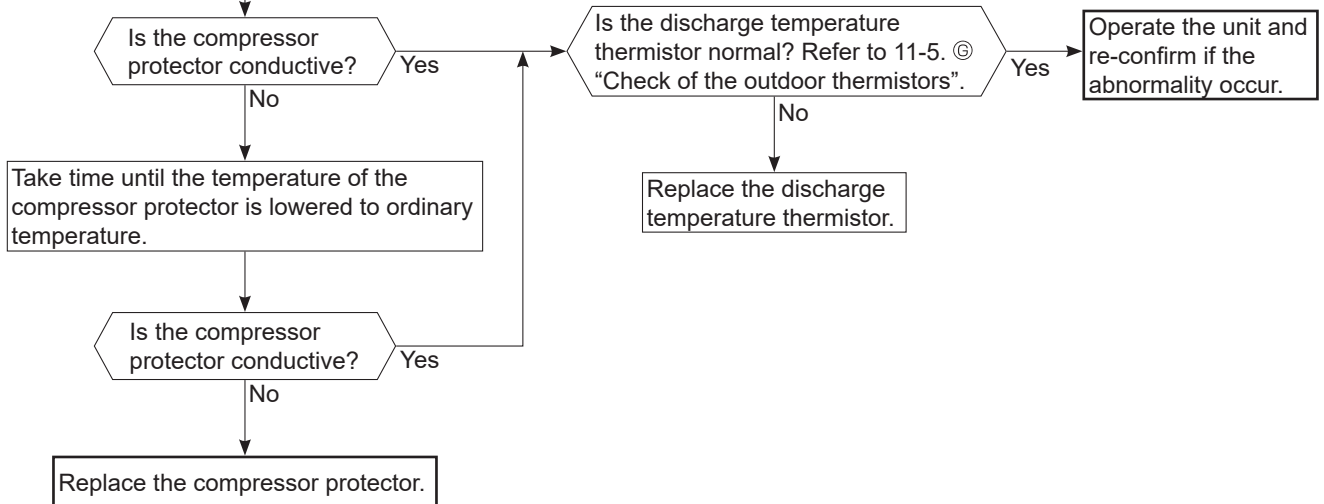 Is the compressor
protector conductive?
Yes
No
Take time until the temperature of the
compressor protector is lowered to ordinary
temperature.
Is the compressor
protector conductive?
Yes
No
Replace the compressor protector.
Is the discharge temperature
thermistor normal? Refer to 11-5. Ⓖ
“Check of the outdoor thermistors”.
Yes
No
Replace the discharge
temperature thermistor.
Operate the unit and
re-confirm if the
abnormality occur.